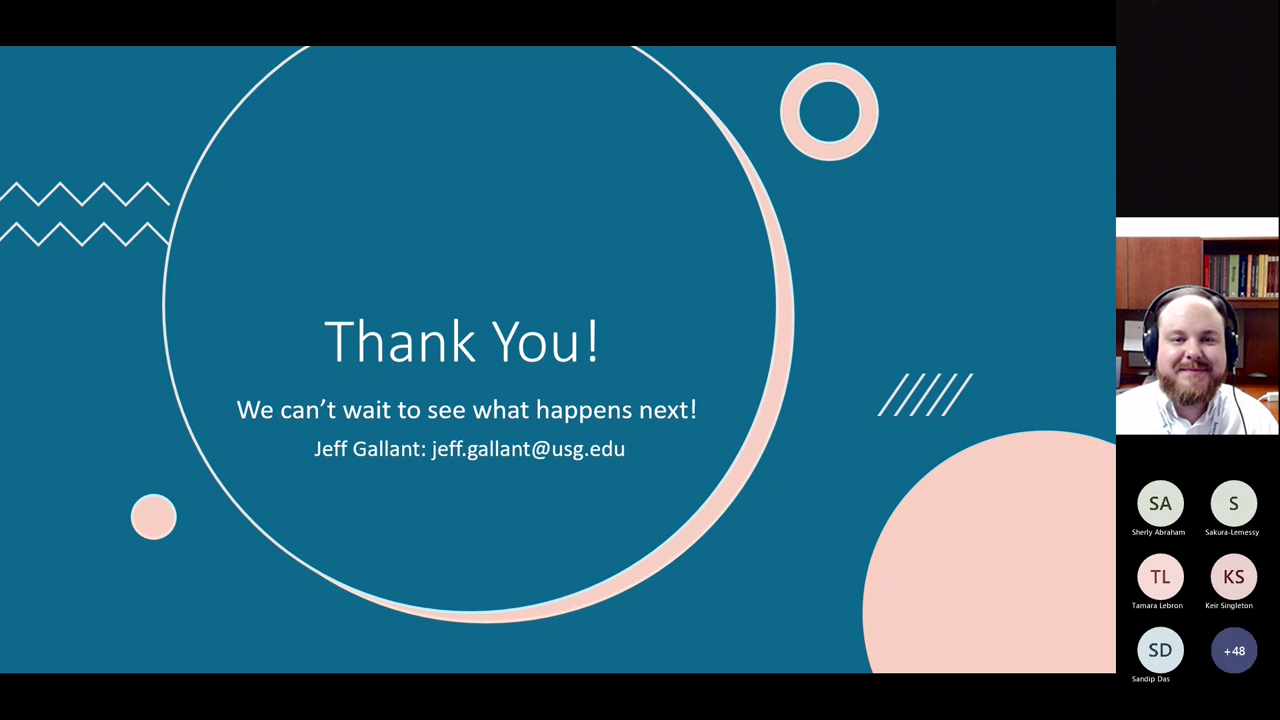 Thank You!
We can't wait to see what happens next!
Jeff Gallant: jeff.gallant@usg.edu
SA
S
Sherly Abraham
Sakura-Lemessy
TL
KS
Tamara Lebron
Keir Singleton
SD
+48
Sandip Das